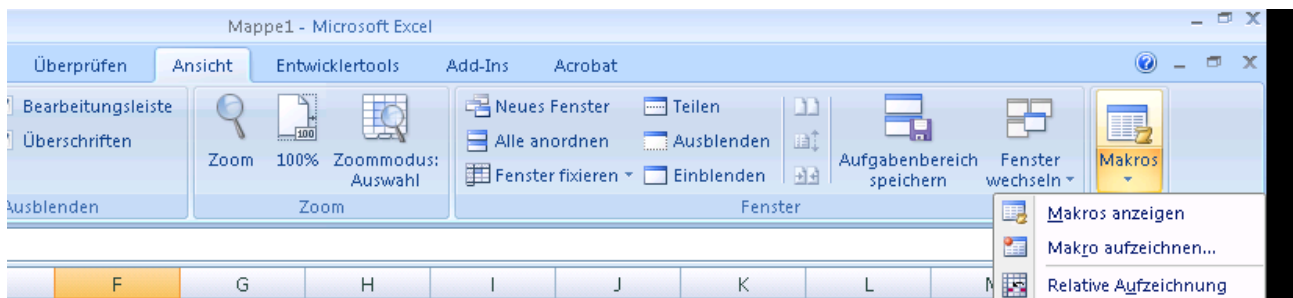 Mappe1 - Microsoft Excel
Überprüfen Ansicht Entwicklertools Add-Ins Acrobat
Bearbeitungsleiste
Überschriften
Zoom
100%
Zoommodus:
Auswahl
Neues Fenster
Alle anordnen
Fenster fixieren
Teilen
Ausblenden
Einblenden
Aufgabenbereich
speichern
Fenster
wechseln
Makros
Ausblenden Zoom Fenster
Makros anzeigen
Makro aufzeichnen...
Relative Aufzeichnung
F G H I J K L